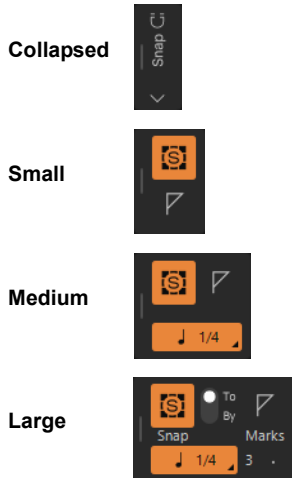 Collapsed
Snap
Small
S
Medium
S
1/4
Large
S
To
By
Snap
Marks
1/4
3